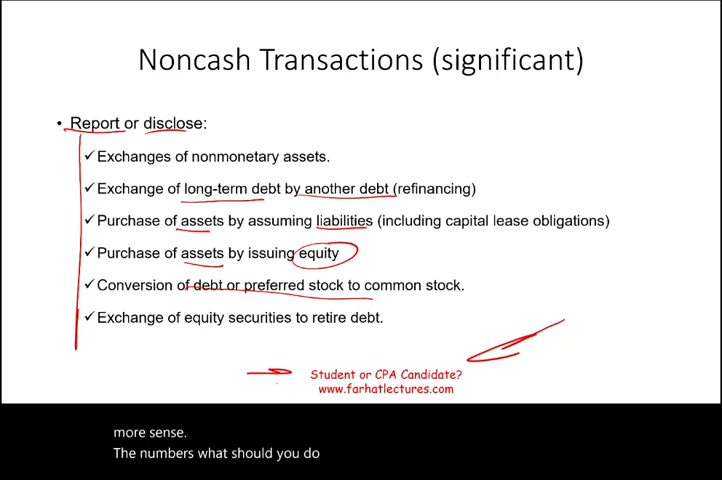 Noncash Transactions (significant)
• Report or disclose:
✓Exchanges of nonmonetary assets.
✓Exchange of long-term debt by another debt (refinancing)
✓Purchase of assets by assuming liabilities (including capital lease obligations)
✓Purchase of assets by issuing equity
✓Conversion of debt or preferred stock to common stock.
✓Exchange of equity securities to retire debt.
Student or CPA Candidate?
www.farhatlectures.com
more sense.
The numbers what should you do